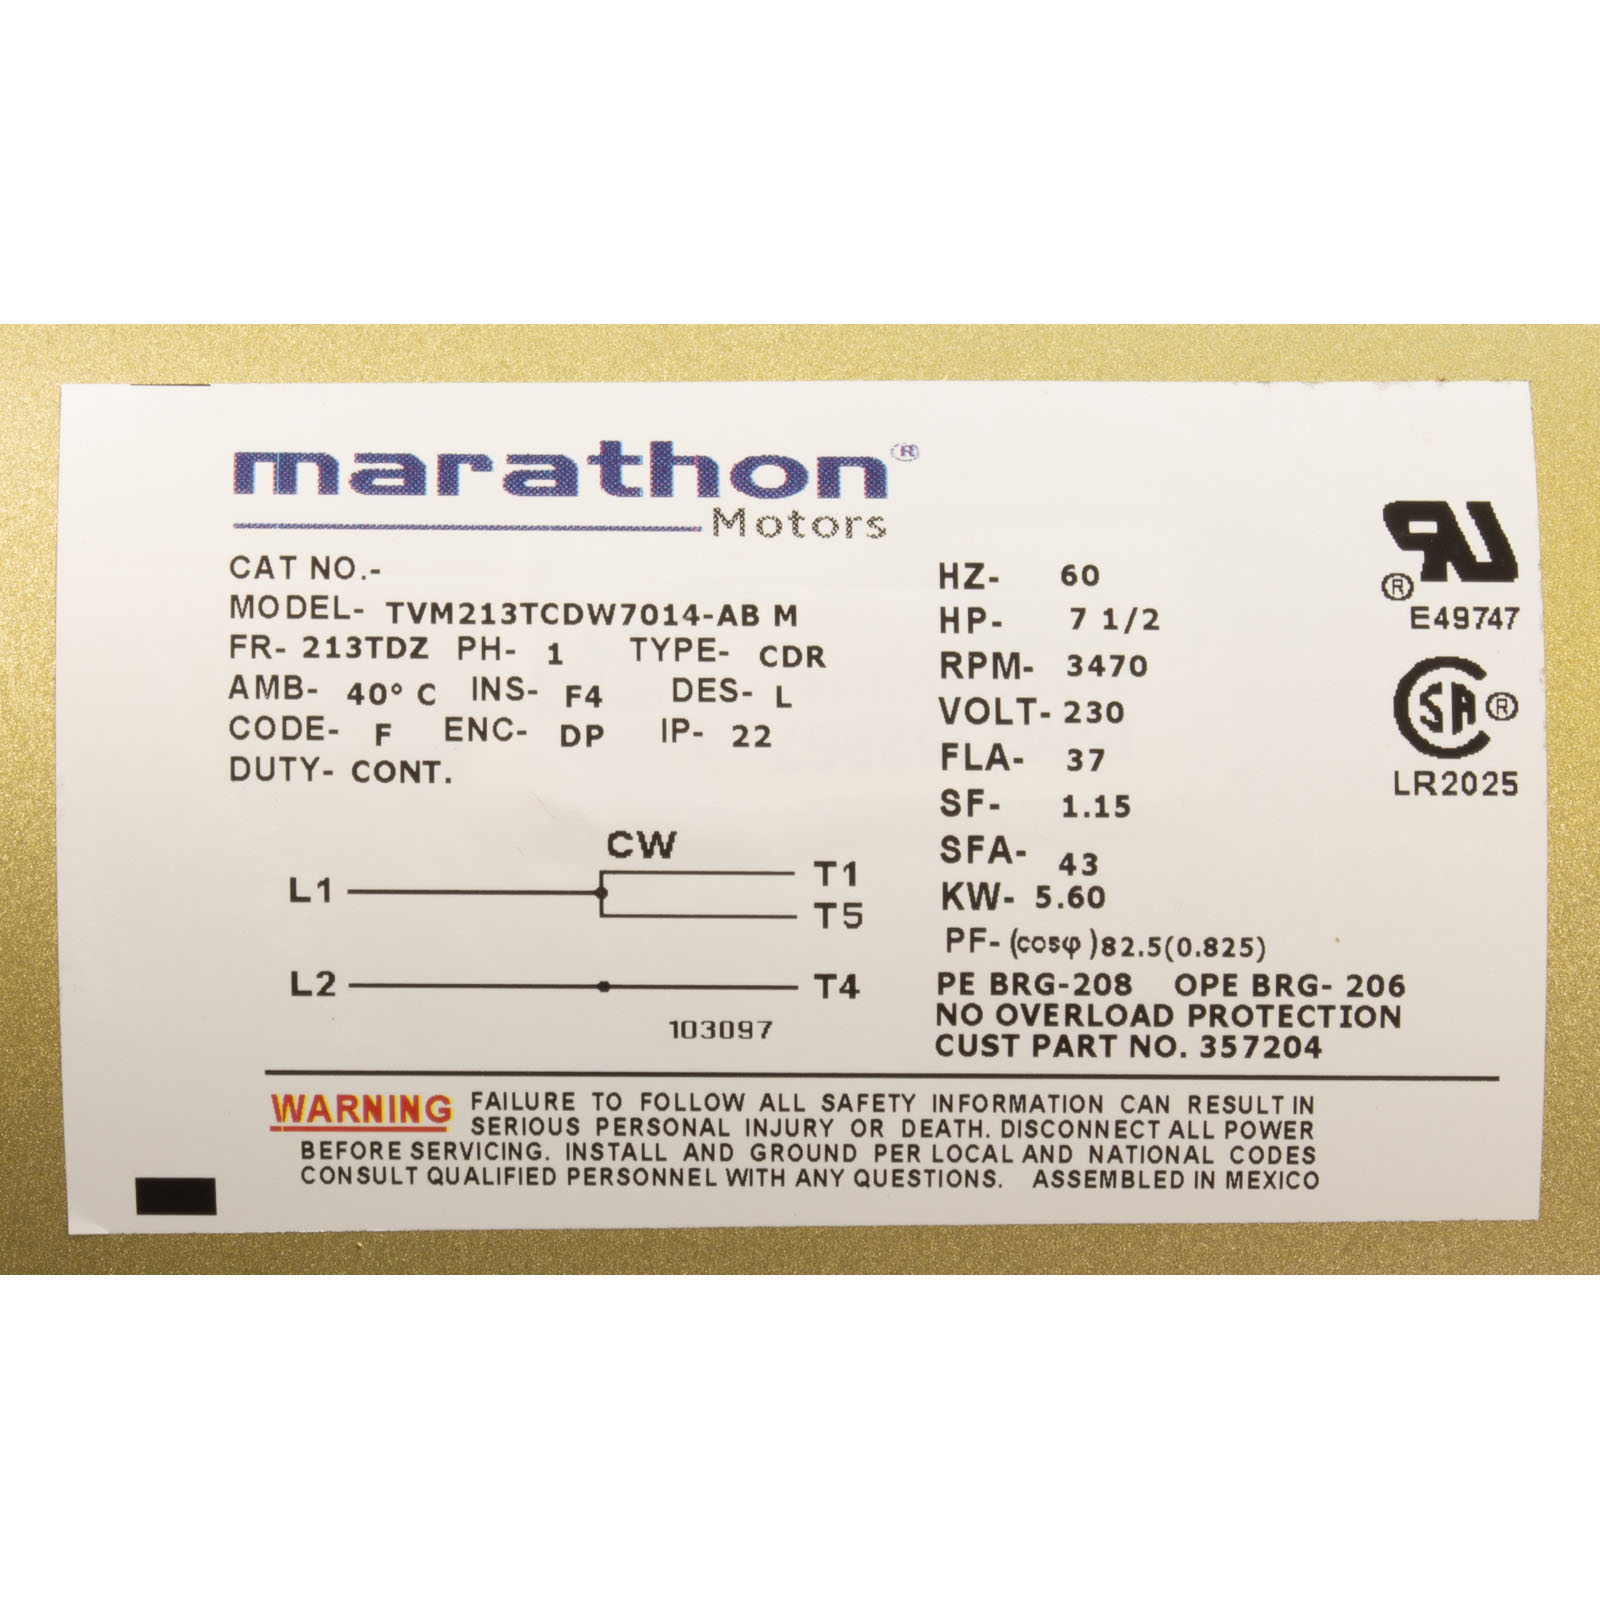 marathon®
Motors
CAT NO.-
MODEL- TVM213TCDW7014-AB M
FR- 213TDZ PH- 1 TYPE- CDR
AMB- 40° C INS- F4 DES- L
CODE- F ENC- DP IP- 22
DUTY- CONT.
CW
L1 T1
T5
L2 T4
103097
HZ- 60
HP- 7 1/2
RPM- 3470
VOLT- 230
FLA- 37
SF- 1.15
SFA- 43
KW- 5.60
PF- (cosφ )82.5(0.825)
PE BRG-208 OPE BRG- 206
NO OVERLOAD PROTECTION
CUST PART NO. 357204
RU ®
E49747
SA ®
LR2025
WARNING FAILURE TO FOLLOW ALL SAFETY INFORMATION CAN RESULT IN
SERIOUS PERSONAL INJURY OR DEATH. DISCONNECT ALL POWER
BEFORE SERVICING. INSTALL AND GROUND PER LOCAL AND NATIONAL CODES
CONSULT QUALIFIED PERSONNEL WITH ANY QUESTIONS. ASSEMBLED IN MEXICO